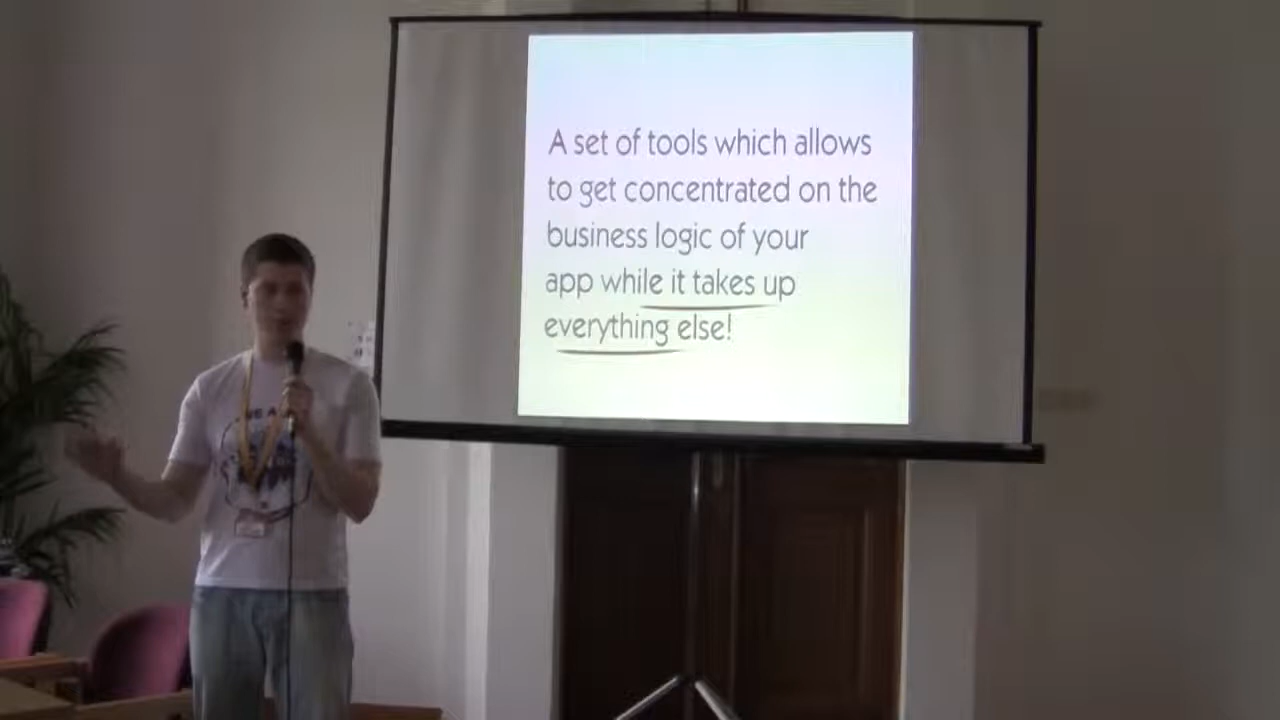 A set of tools which allows
to get concentrated on the
business logic of your
app while it takes up
everything else!